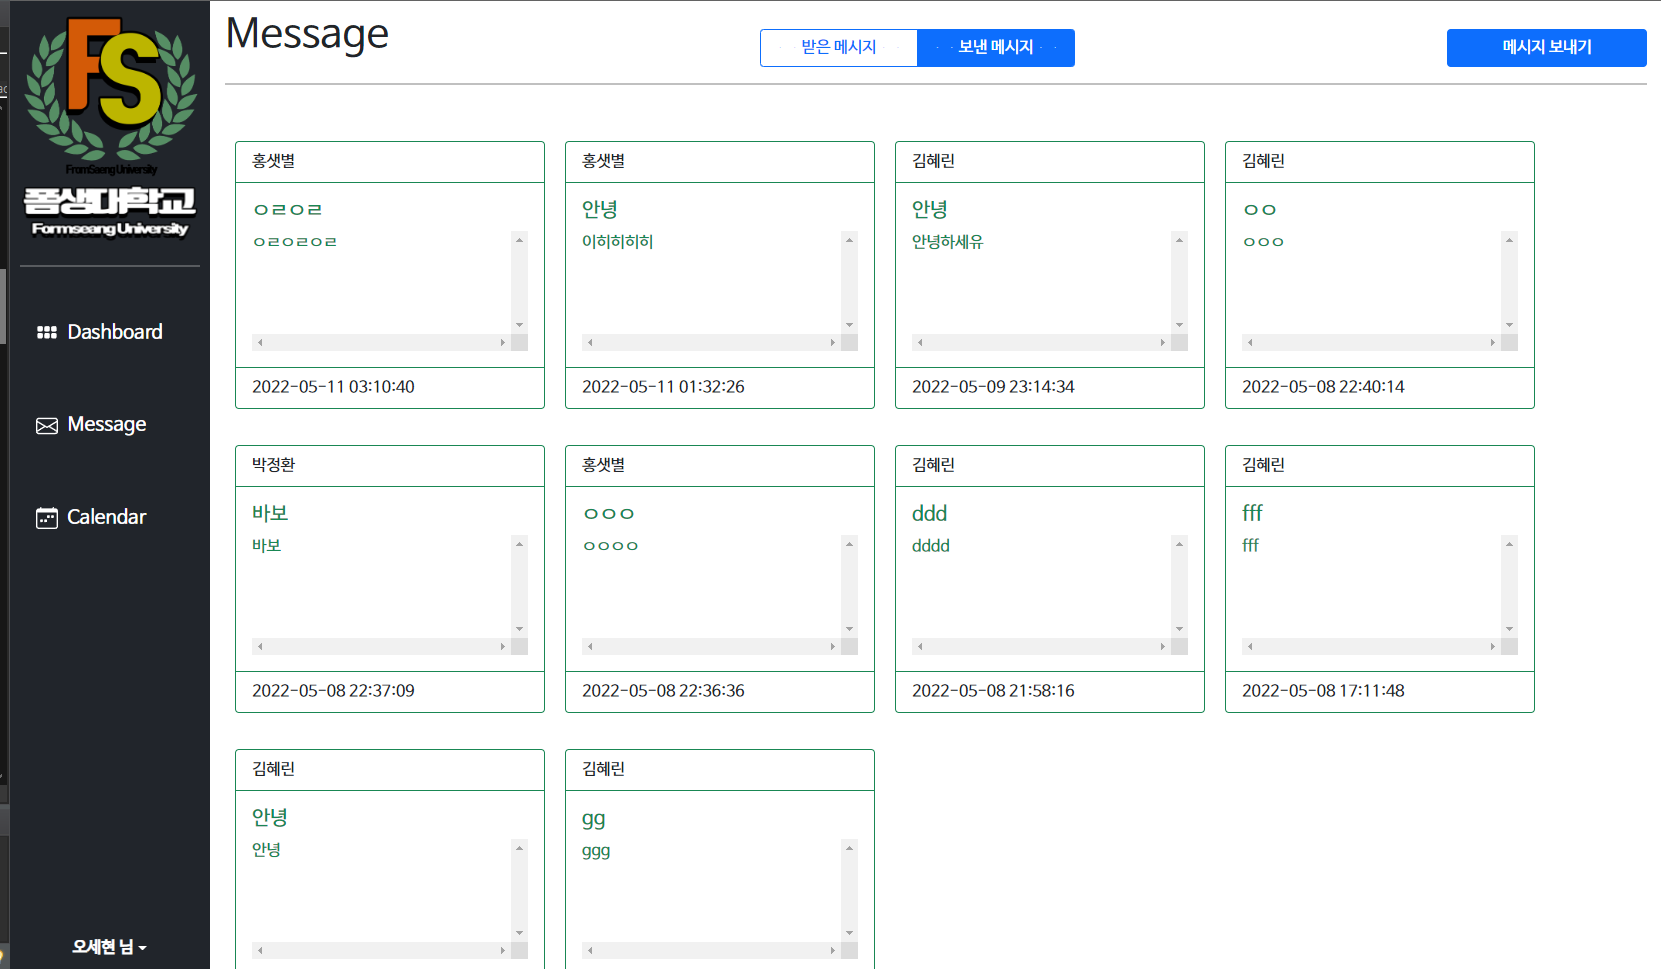 FS
FromSaeng University
폼생대학교
Formseang University
Dashboard
Message
Calendar
오세현 님
Message
받은 메시지
보낸 메시지
메시지 보내기
홍샛별
ㅇㄹㅇㄹ
ㅇㄹㅇㄹㅇㄹ
2022-05-11 03:10:40
홍샛별
안녕
이히히히히
2022-05-11 01:32:26
김혜린
안녕
안녕하세유
2022-05-09 23:14:34
김혜린
ㅇㅇ
ㅇㅇㅇ
2022-05-08 22:40:14
박정환
바보
바보
2022-05-08 22:37:09
홍샛별
ㅇㅇㅇ
ㅇㅇㅇㅇ
2022-05-08 22:36:36
김혜린
ddd
dddd
2022-05-08 21:58:16
김혜린
fff
fff
2022-05-08 17:11:48
김혜린
안녕
안녕
김혜린
gg
ggg